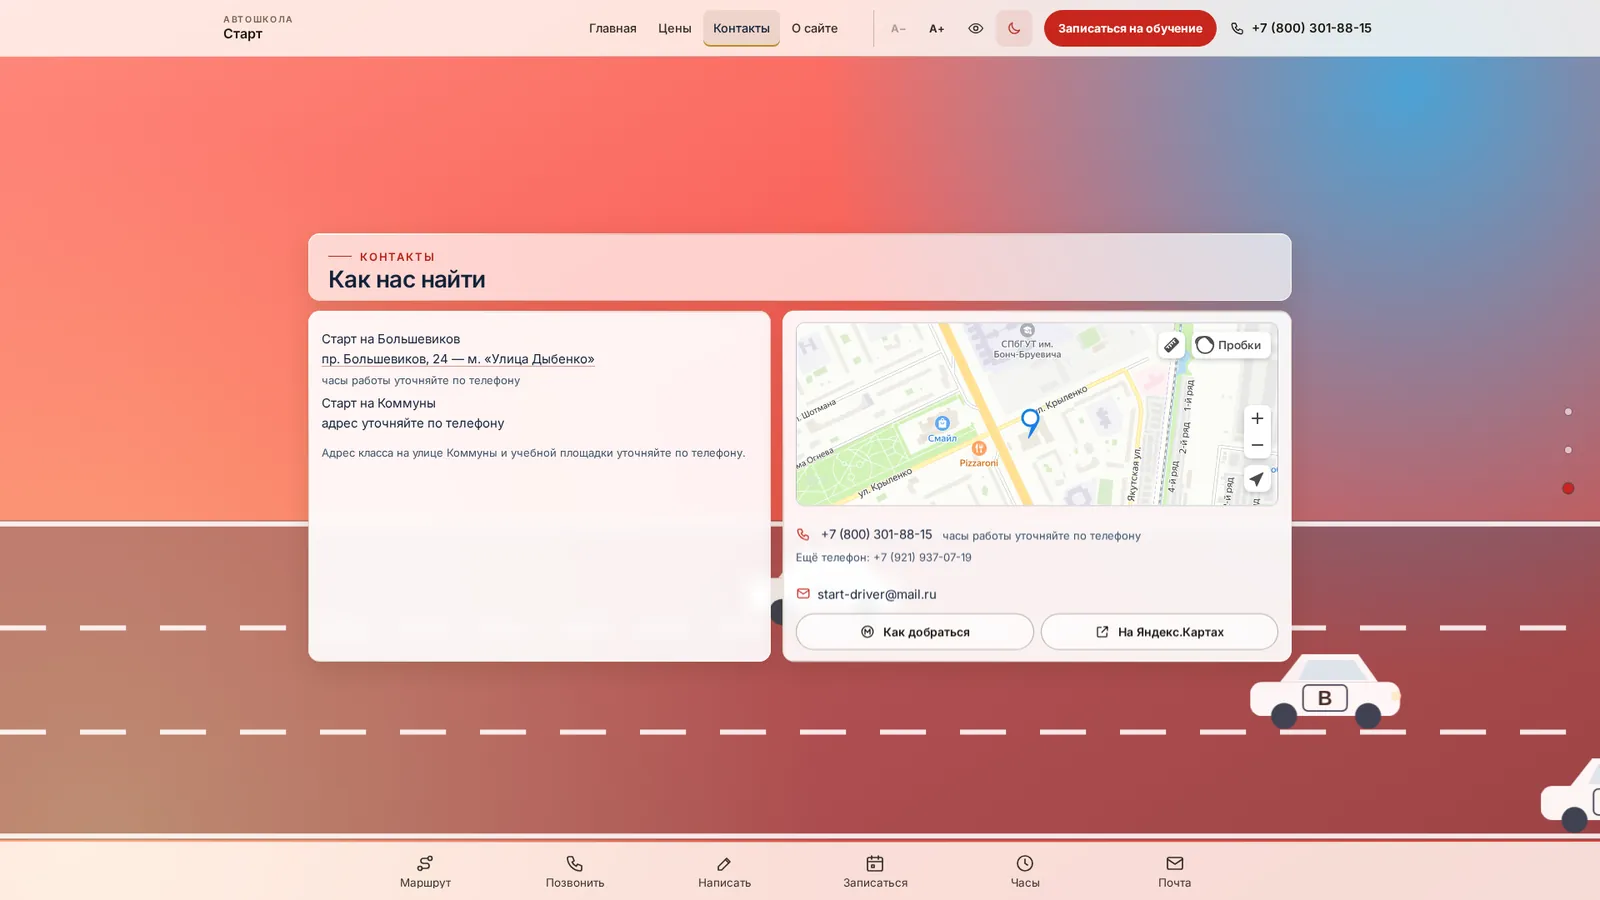 АВТОШКОЛА
Старт
Главная
Цены
Контакты
О сайте
A−
A+
Записаться на обучение
+7 (800) 301-88-15
КОНТАКТЫ
Как нас найти
Старт на Большевиков
пр. Большевиков, 24 — м. «Улица Дыбенко»
часы работы уточняйте по телефону
Старт на Коммуны
адрес уточняйте по телефону
Адрес класса на улице Коммуны и учебной площадки уточняйте по телефону.
СПбГУТ им.
Бонч-Бруевича
Пробки
л. Шотмана
ул. Крыленко
Смайл
Pizzaroni
ма Огнева
ул. Крыленко
Якутская ул.
1-й ряд
2-й ряд
4-й ряд
+7 (800) 301-88-15 часы работы уточняйте по телефону
Ещё телефон: +7 (921) 937-07-19
start-driver@mail.ru
Как добраться
На Яндекс.Картах
B
Маршрут
Позвонить
Написать
Записаться
Часы
Почта